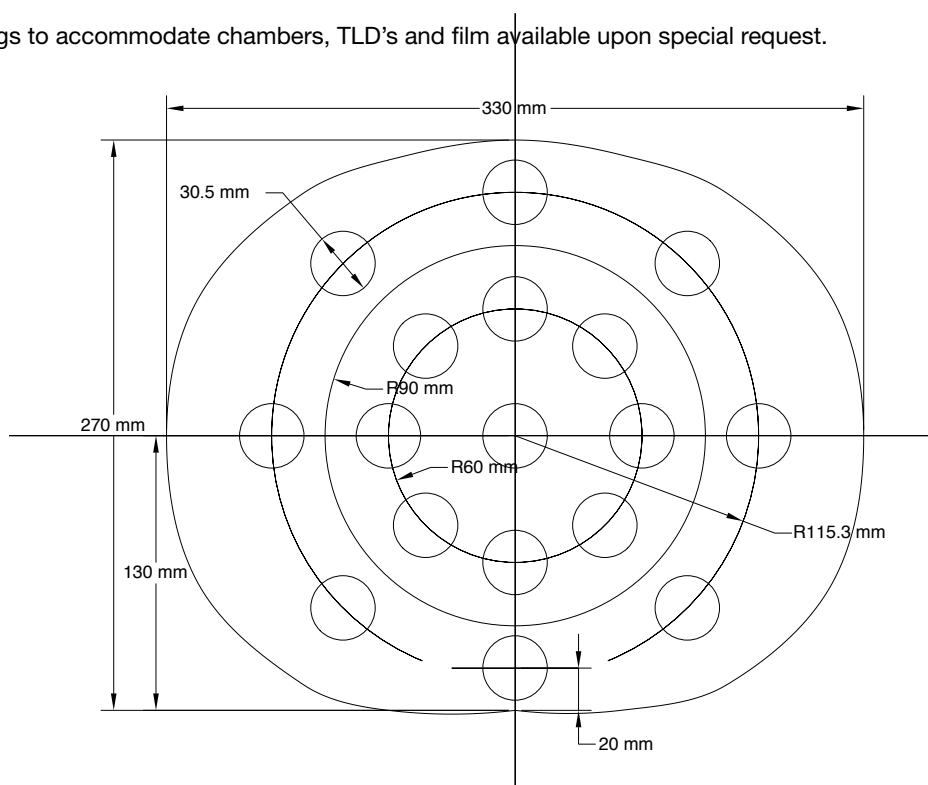 gs to accommodate chambers, TLD's and film available upon special request.
330 mm
30.5 mm
R90 mm
270 mm
R60 mm
R115.3 mm
130 mm
20 mm